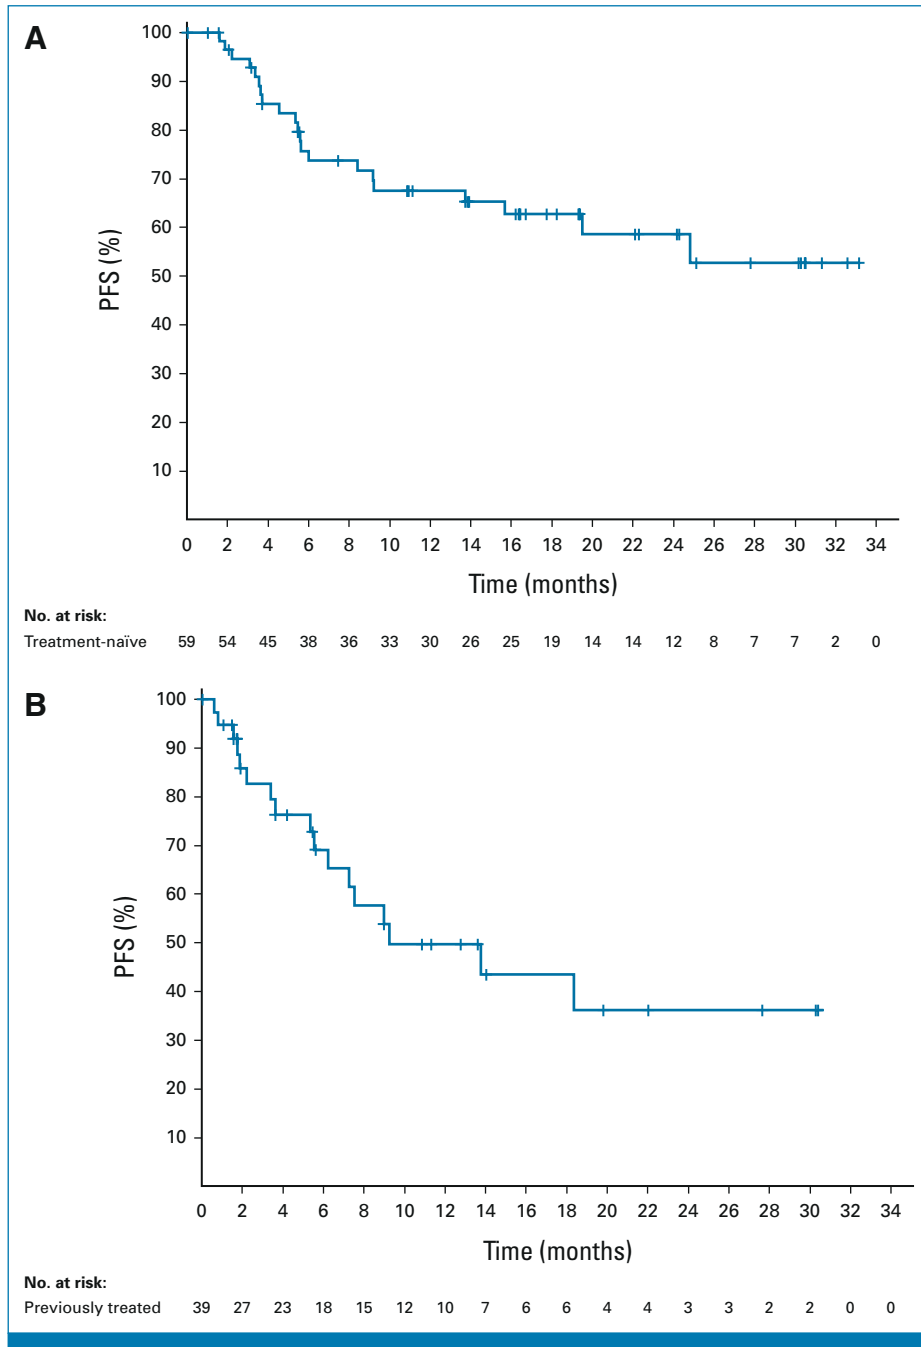 A
100
90
80
70
60
50
40
30
20
10
PFS (%)
0 2 4 6 8 10 12 14 16 18 20 22 24 26 28 30 32 34
Time (months)
No. at risk:
Treatment-naïve 59 54 45 38 36 33 30 26 25 19 14 14 12 8 7 7 2 0
B
100
90
80
70
60
50
40
30
20
10
PFS (%)
0 2 4 6 8 10 12 14 16 18 20 22 24 26 28 30 32 34
Time (months)
No. at risk:
Previously treated 39 27 23 18 15 12 10 7 6 6 4 4 3 3 2 2 0 0